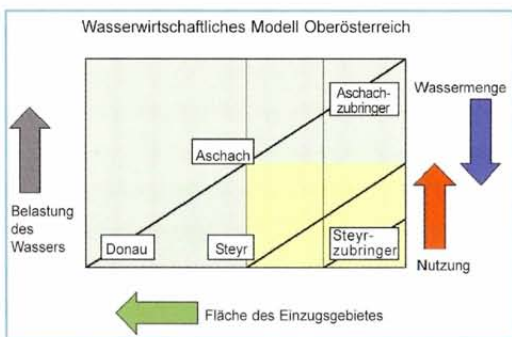 Wasserwirtschaftliches Modell Oberösterreich
Aschach-
zubringer
Wassermenge
Aschach
Belastung
des
Wassers
Donau
Steyr
Steyr-
zubringer
Nutzung
Fläche des Einzugsgebietes